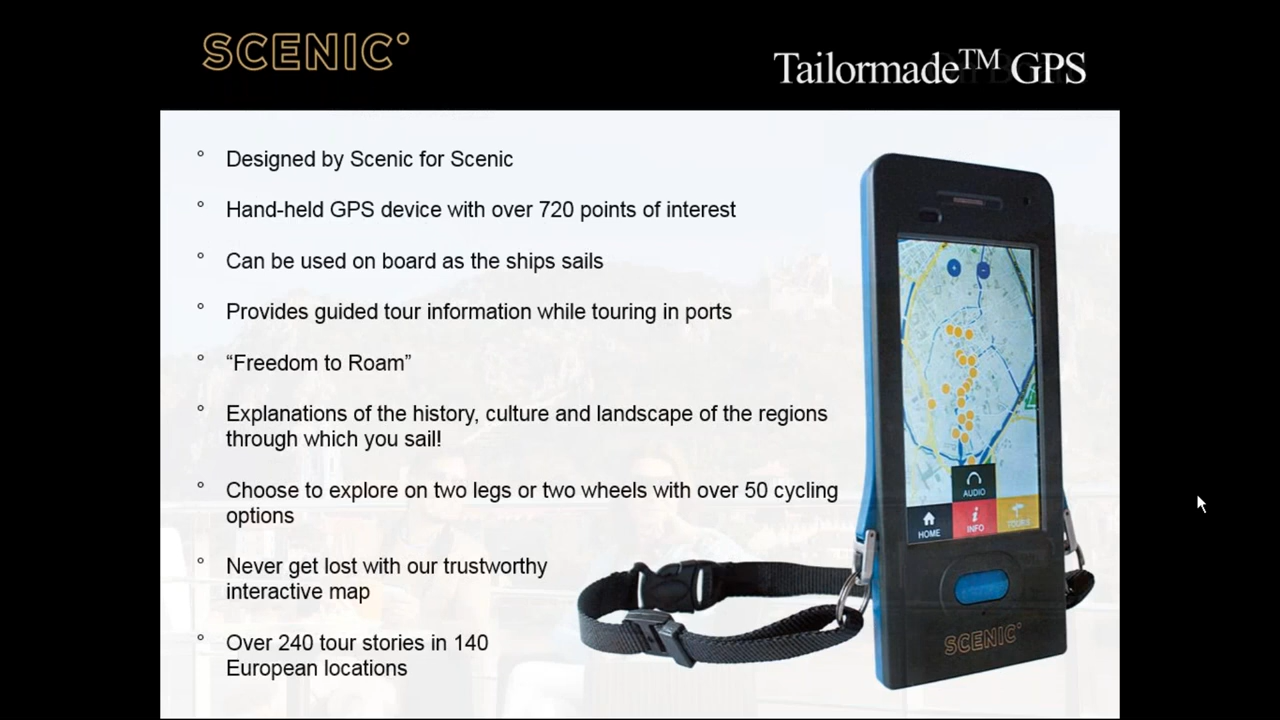 SCENIC°
Tailormade™ GPS
° Designed by Scenic for Scenic
° Hand-held GPS device with over 720 points of interest
° Can be used on board as the ships sails
° Provides guided tour information while touring in ports
° “Freedom to Roam”
° Explanations of the history, culture and landscape of the regions
through which you sail!
° Choose to explore on two legs or two wheels with over 50 cycling
options
° Never get lost with our trustworthy
interactive map
° Over 240 tour stories in 140
European locations
AUDIO
HOME
INFO
TOURS
SCENIC°